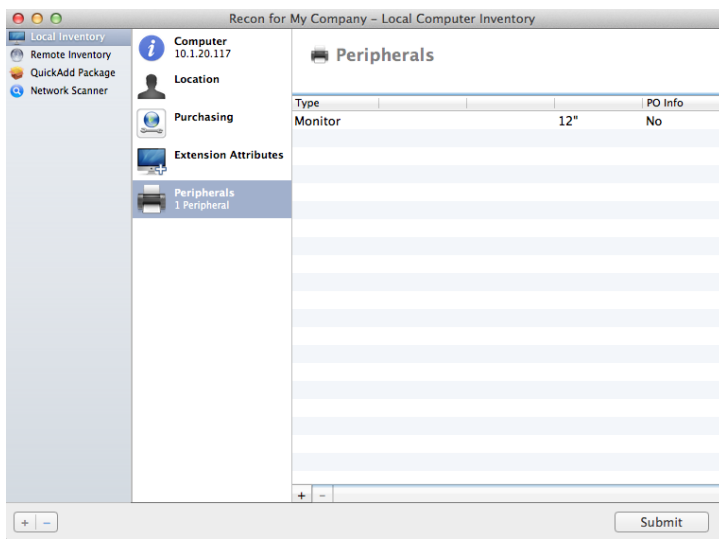 Recon for My Company – Local Computer Inventory
Local Inventory
Remote Inventory
QuickAdd Package
Network Scanner
Computer
10.1.20.117
Location
Purchasing
Extension Attributes
Peripherals
1 Peripheral
Peripherals
Type PO Info
Monitor 12" No
+ –
+ –
Submit